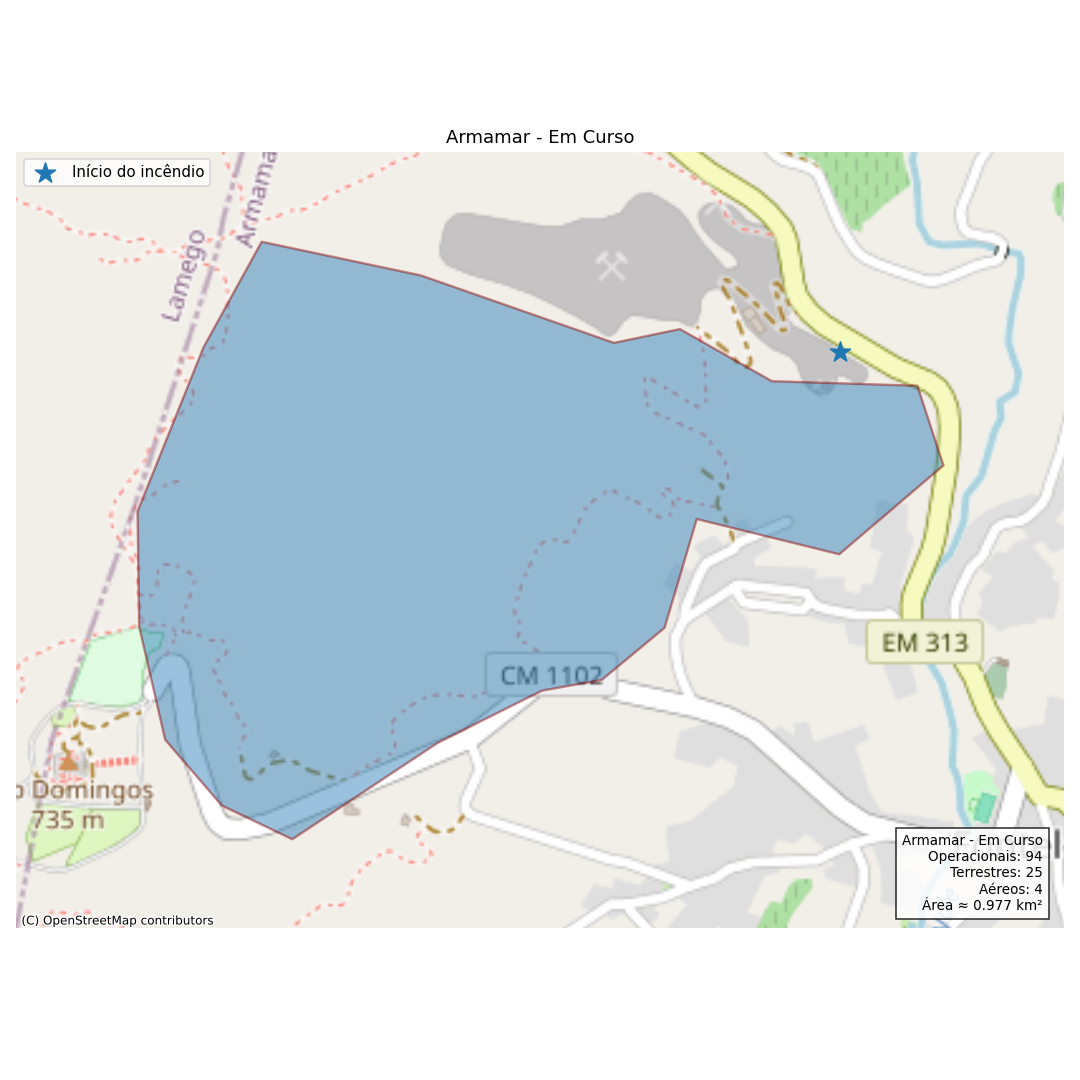 Armamar - Em Curso
Início do incêndio
Lamego
CM 1102
EM 313
Domingos
735 m
Armamar - Em Curso
Operacionais: 94
Terrestres: 25
Aéreos: 4
Área ≈ 0.977 km²
(C) OpenStreetMap contributors